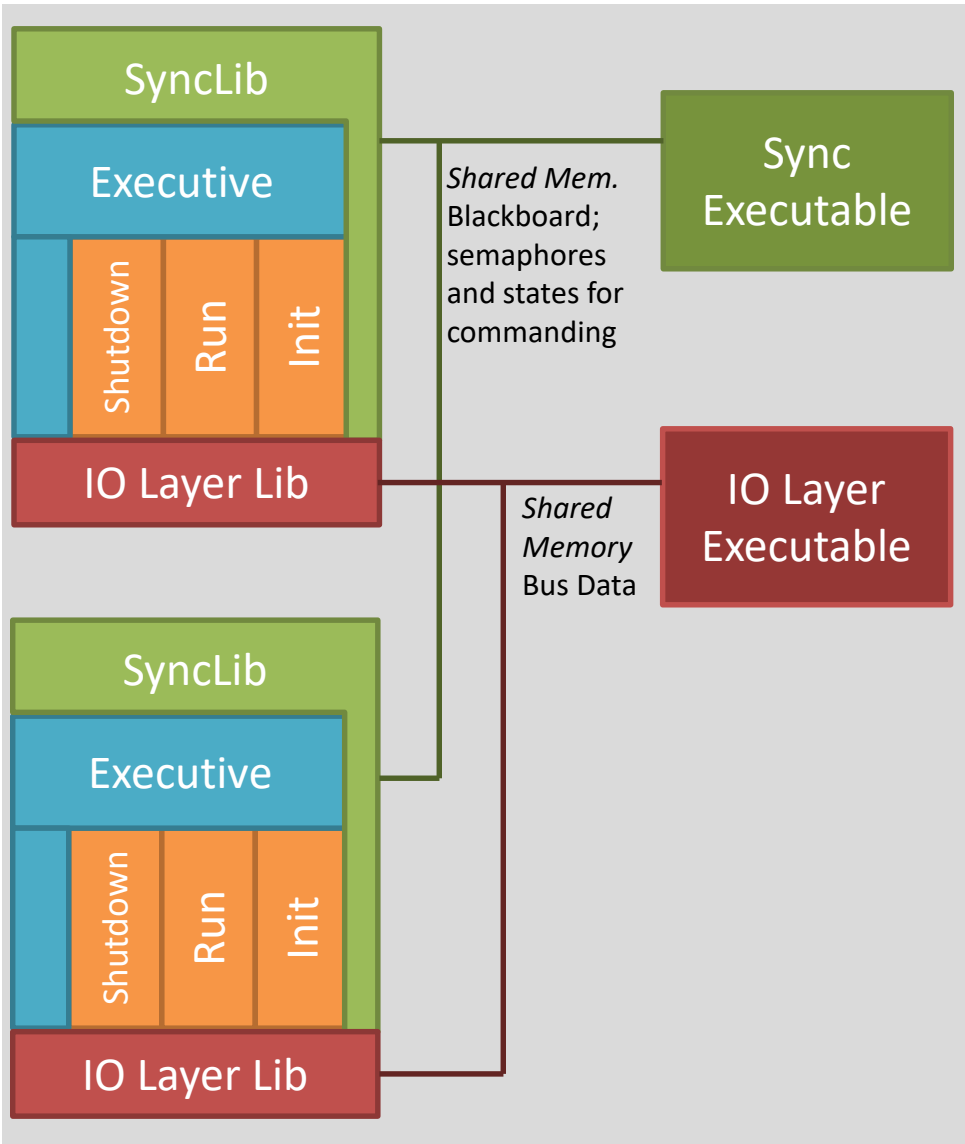 SyncLib
Executive
Shutdown
Run
Init
IO Layer Lib
Shared Mem.
Blackboard;
semaphores
and states for
commanding
Sync
Executable
Shared
Memory
Bus Data
IO Layer
Executable
SyncLib
Executive
Shutdown
Run
Init
IO Layer Lib